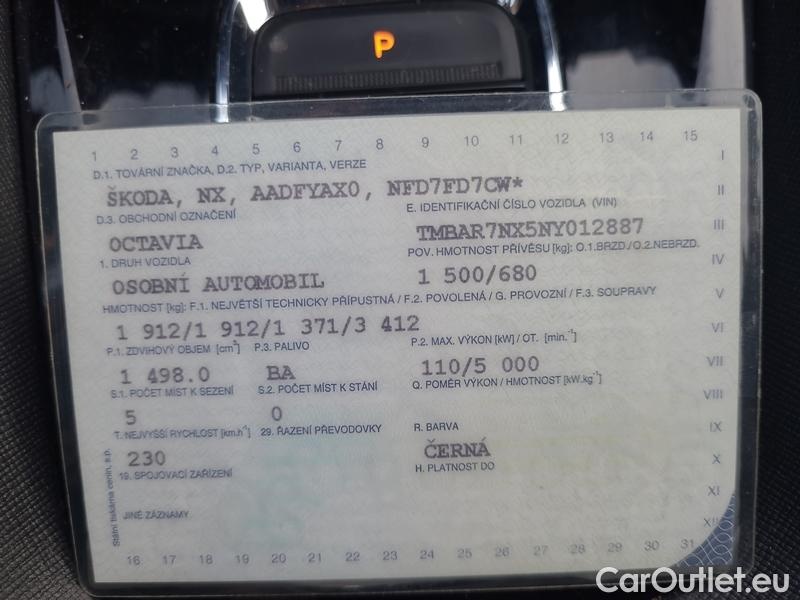 P
1 2 3 4 5 6 7 8 9 10 11 12 13 14 15
D.1. TOVÁRNÍ ZNAČKA, D.2. TYP, VARIANTA, VERZE
I
ŠKODA, NX, AADFYAX0, NFD7FD7CW*
II
D.3. OBCHODNÍ OZNAČENÍ E. IDENTIFIKAČNÍ ČÍSLO VOZIDLA (VIN)
OCTAVIA TMBAR7NX5NY012887
III
1. DRUH VOZIDLA POV. HMOTNOST PŘÍVĚSU [kg]: O.1.BRZD./O.2.NEBRZD.
OSOBNÍ AUTOMOBIL 1 500/680
IV
HMOTNOST [kg]: F.1. NEJVĚTŠÍ TECHNICKY PŘÍPUSTNÁ / F.2. POVOLENÁ / G. PROVOZNÍ / F.3. SOUPRAVY
V
1 912/1 912/1 371/3 412
VI
P.1. ZDVIHOVÝ OBJEM [cm³] P.3. PALIVO P.2. MAX. VÝKON [kW] / OT. [min.⁻¹]
1 498.0 BA 110/5 000
VII
S.1. POČET MÍST K SEZENÍ S.2. POČET MÍST K STÁNÍ Q. POMĚR VÝKON / HMOTNOST [kW.kg⁻¹]
VIII
5 0
T. NEJVYŠŠÍ RYCHLOST [km.h⁻¹] 29. ŘAZENÍ PŘEVODOVKY R. BARVA
IX
230 ČERNÁ
X
19. SPOJOVACÍ ZAŘÍZENÍ H. PLATNOST DO
XI
JINÉ ZÁZNAMY
XII
Státní tiskárna cenin, s.p.
16 17 18 19 20 21 22 23 24 25 26 27 28 29 30 31
CarOutlet.eu